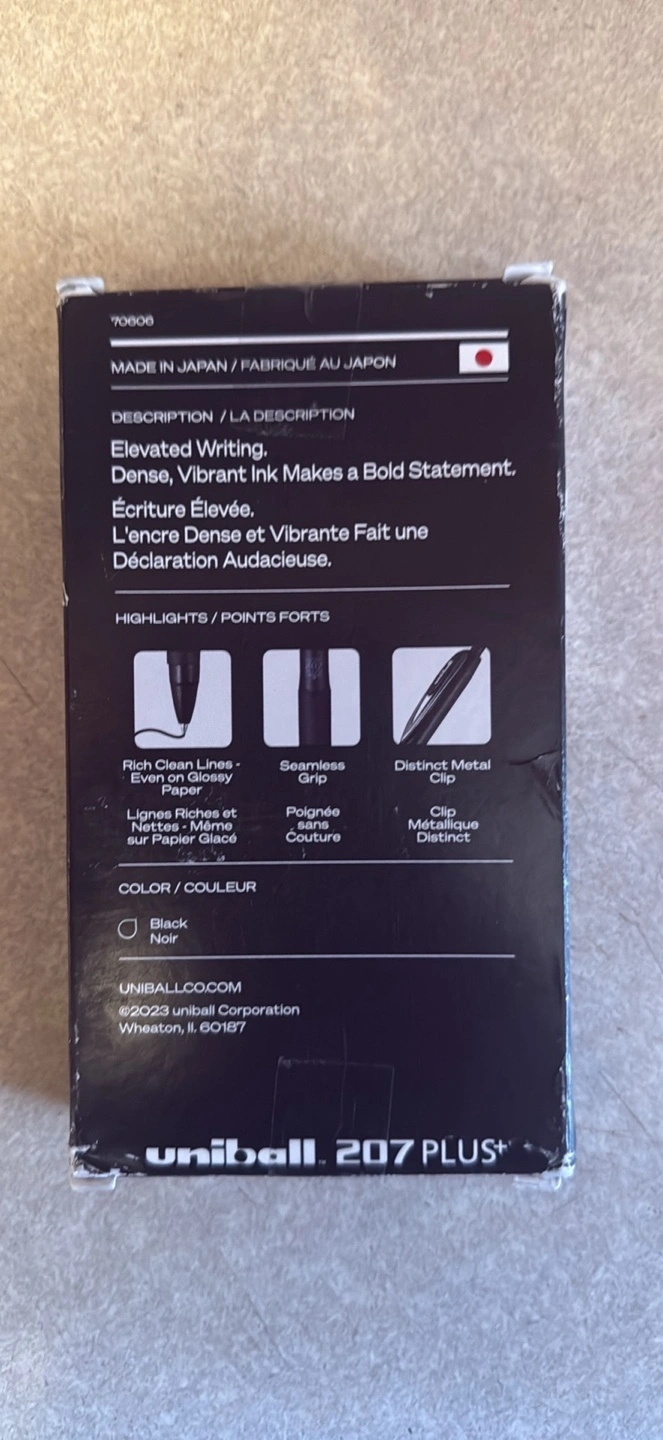 70606
MADE IN JAPAN / FABRIQUÉ AU JAPON
DESCRIPTION / LA DESCRIPTION
Elevated Writing.
Dense, Vibrant Ink Makes a Bold Statement.
Écriture Élevée.
L'encre Dense et Vibrante Fait une
Déclaration Audacieuse.
HIGHLIGHTS / POINTS FORTS
Rich Clean Lines -
Even on Glossy
Paper
Lignes Riches et
Nettes - Même
sur Papier Glacé
Seamless
Grip
Poignée
sans
Couture
Distinct Metal
Clip
Clip
Métallique
Distinct
COLOR / COULEUR
Black
Noir
UNIBALLCO.COM
©2023 uniball Corporation
Wheaton, Il. 60187
uniball™ 207 PLUS+